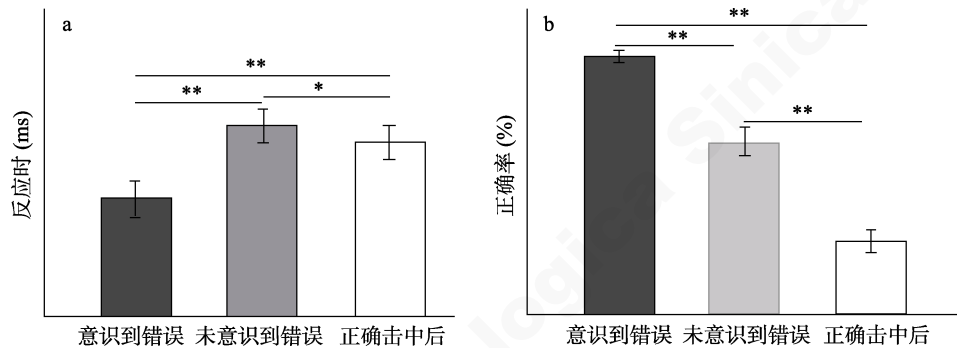 a
**
**
*
反应时 (ms)
意识到错误 未意识到错误 正确击中后
b
**
**
**
正确率 (%)
意识到错误 未意识到错误 正确击中后
logica Sinica